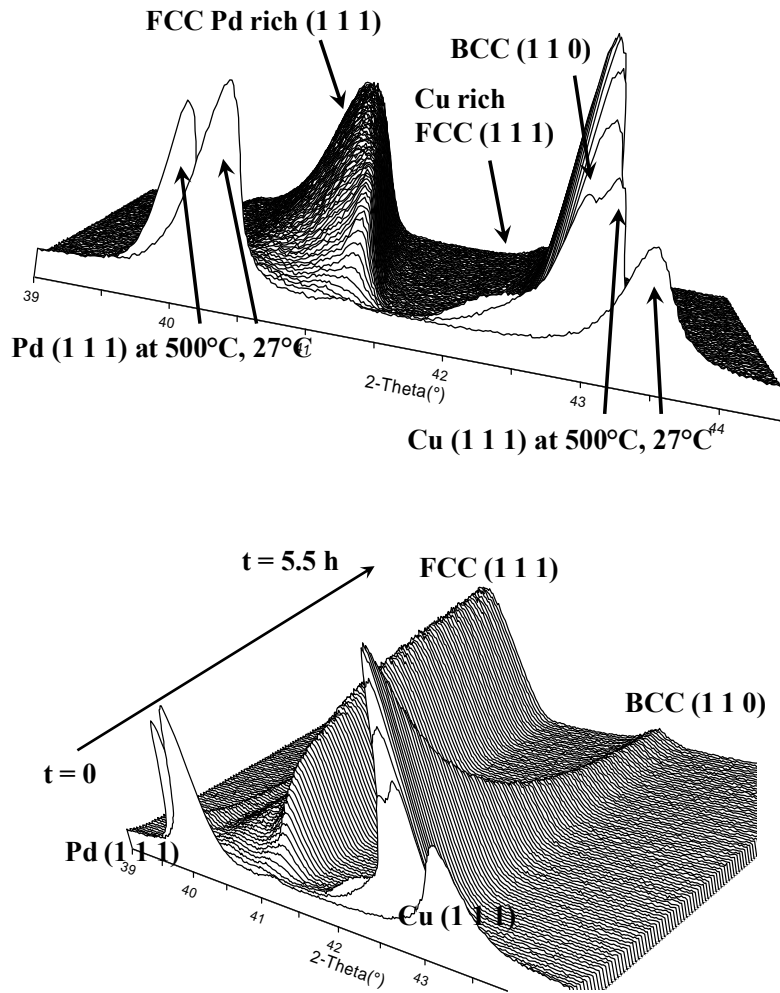 FCC Pd rich (1 1 1)
BCC (1 1 0)
Cu rich
FCC (1 1 1)
39
40
41
42
43
44
2-Theta(°)
Pd (1 1 1) at 500°C, 27°C
Cu (1 1 1) at 500°C, 27°C
t = 5.5 h
FCC (1 1 1)
BCC (1 1 0)
t = 0
Pd (1 1 1)
39
40
41
42
43
2-Theta(°)
Cu (1 1 1)